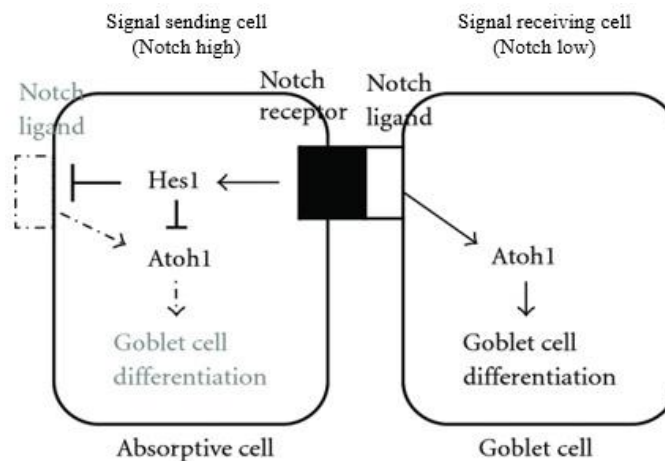 Signal sending cell
(Notch high)
Signal receiving cell
(Notch low)
Notch
ligand
Notch
receptor
Notch
ligand
Hes1
Atoh1
Atoh1
Goblet cell
differentiation
Goblet cell
differentiation
Absorptive cell
Goblet cell